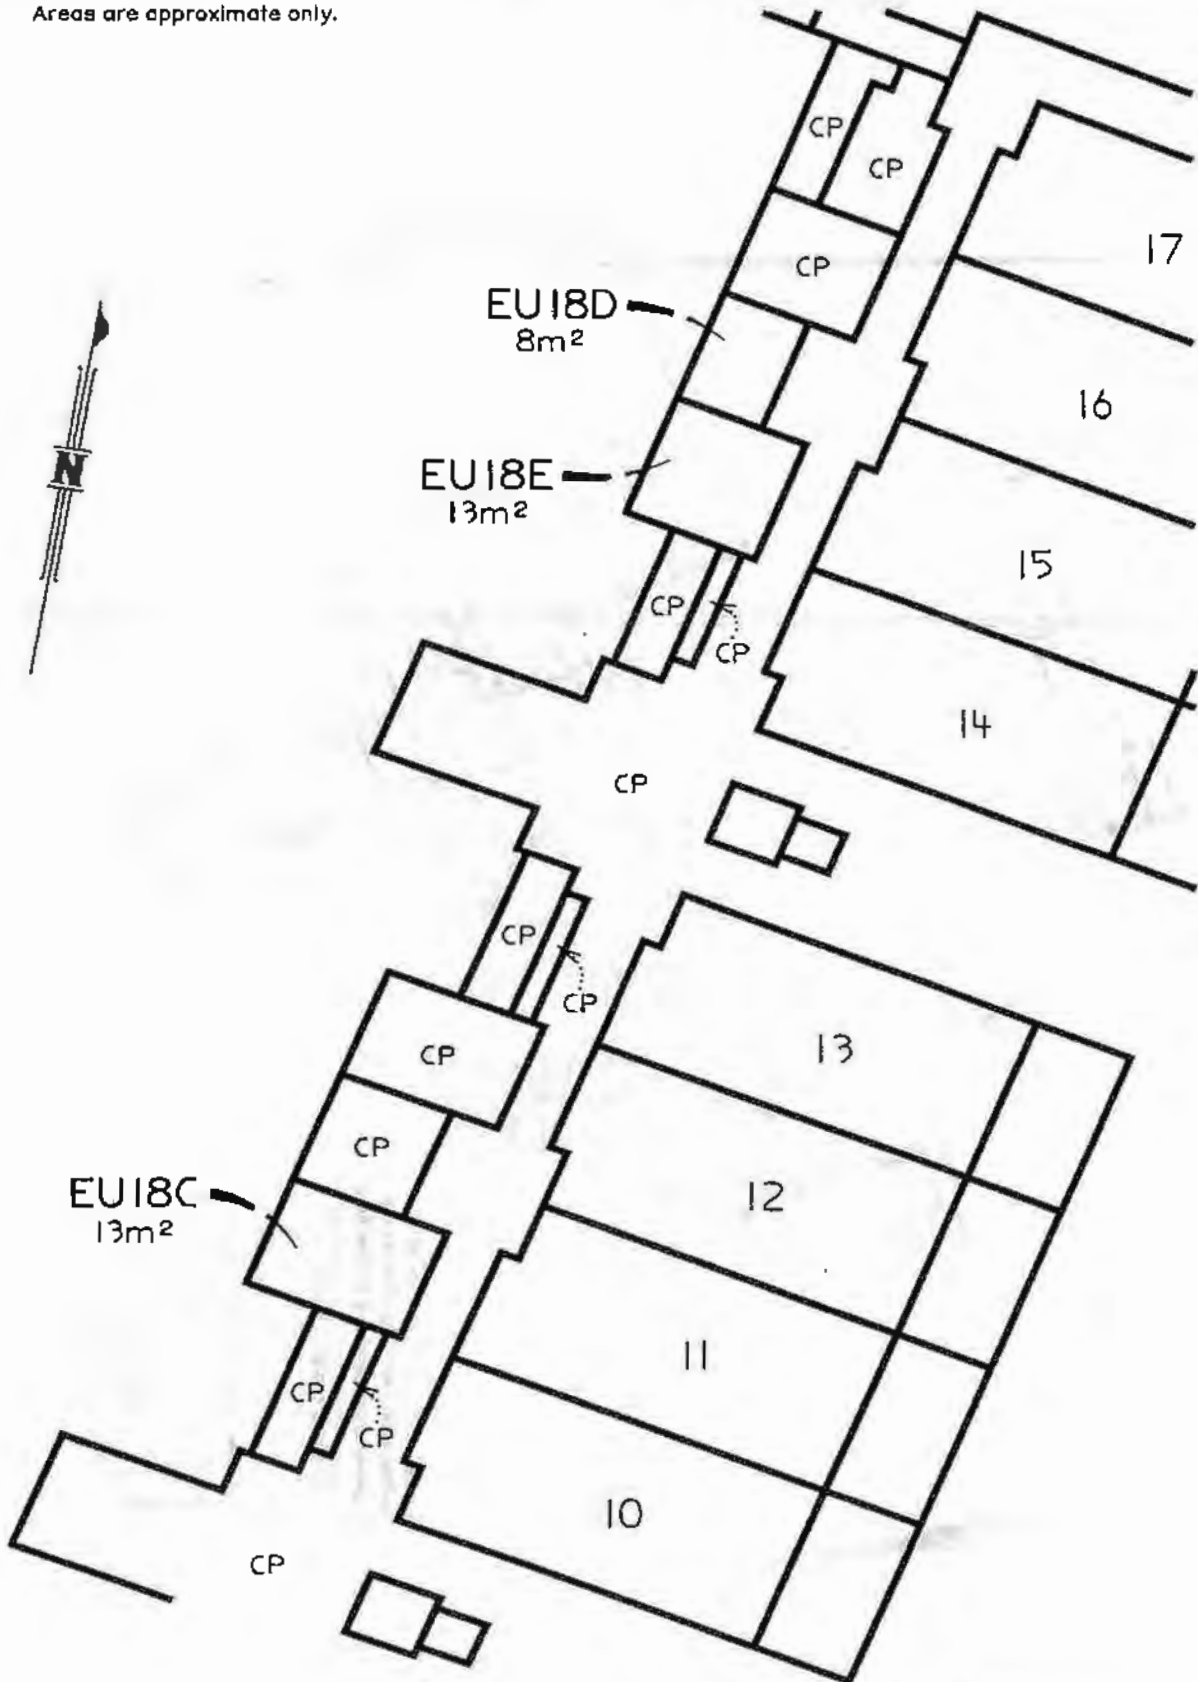 Areas are approximate only.
CP
CP
17
CP
EU18D
8m²
16
EU18E
13m²
15
CP
CP
14
N
CP
CP
CP
13
CP
CP
12
EU18C
13m²
11
CP
CP
10
CP